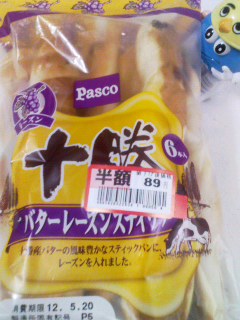 Pasco
レーズン
十勝
6本入
半額
89
バターレーズンスティック
十勝産バターの風味豊かなスティックパンに、
レーズンを入れました。
消費期限12. 5.20
P6